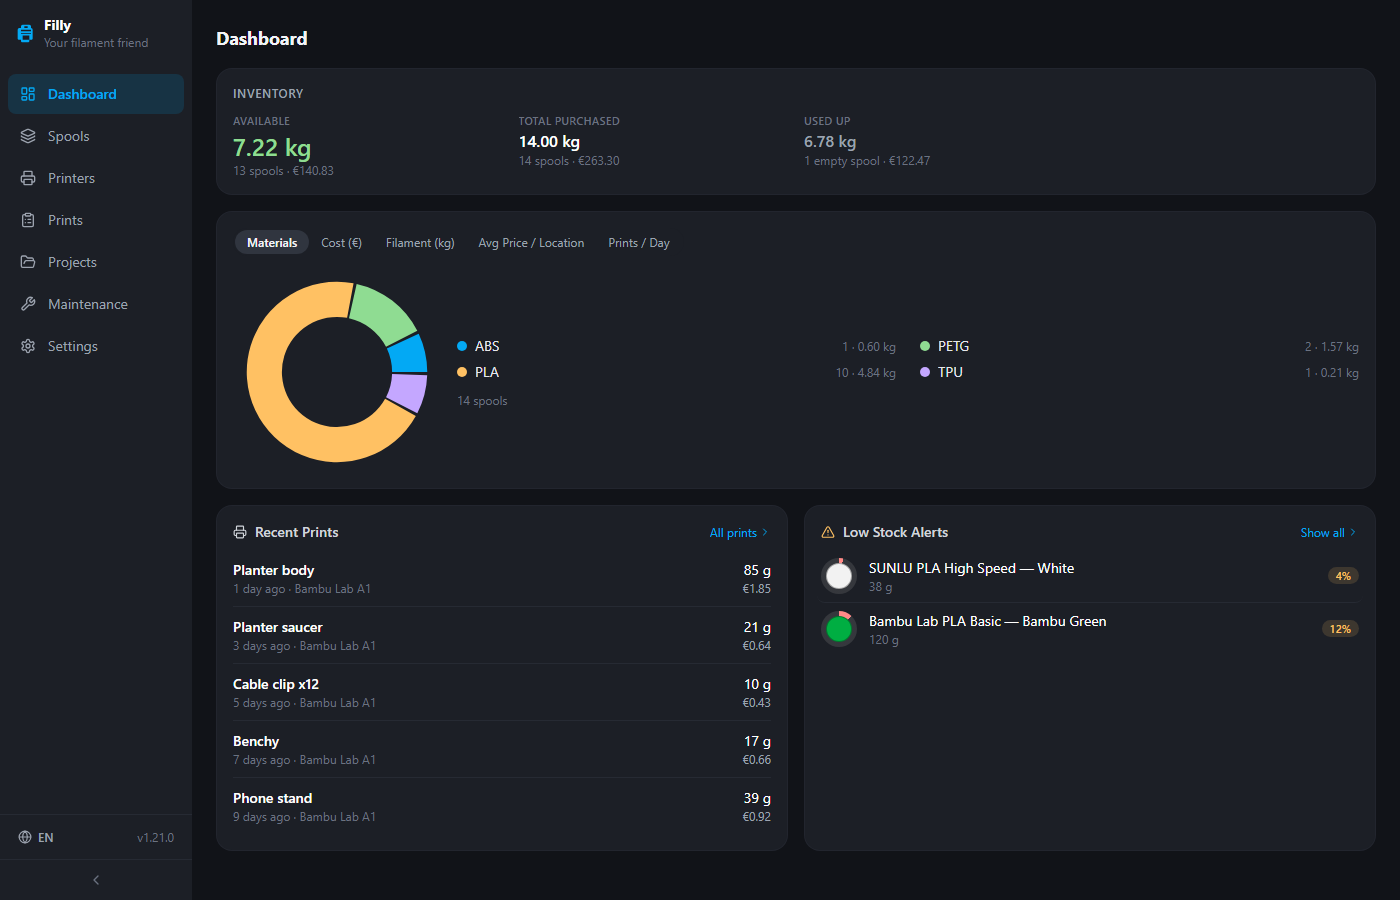 Filly
Your filament friend
Dashboard
Spools
Printers
Prints
Projects
Maintenance
Settings
EN
v1.21.0
Dashboard
INVENTORY
AVAILABLE
7.22 kg
13 spools · €140.83
TOTAL PURCHASED
14.00 kg
14 spools · €263.30
USED UP
6.78 kg
1 empty spool · €122.47
Materials
Cost (€)
Filament (kg)
Avg Price / Location
Prints / Day
ABS 1 · 0.60 kg
PETG 2 · 1.57 kg
PLA 10 · 4.84 kg
TPU 1 · 0.21 kg
14 spools
Recent Prints
All prints
Planter body 85 g
1 day ago · Bambu Lab A1 €1.85
Planter saucer 21 g
3 days ago · Bambu Lab A1 €0.64
Cable clip x12 10 g
5 days ago · Bambu Lab A1 €0.43
Benchy 17 g
7 days ago · Bambu Lab A1 €0.66
Phone stand 39 g
9 days ago · Bambu Lab A1 €0.92
Low Stock Alerts
Show all
SUNLU PLA High Speed — White
38 g
4%
Bambu Lab PLA Basic — Bambu Green
120 g
12%